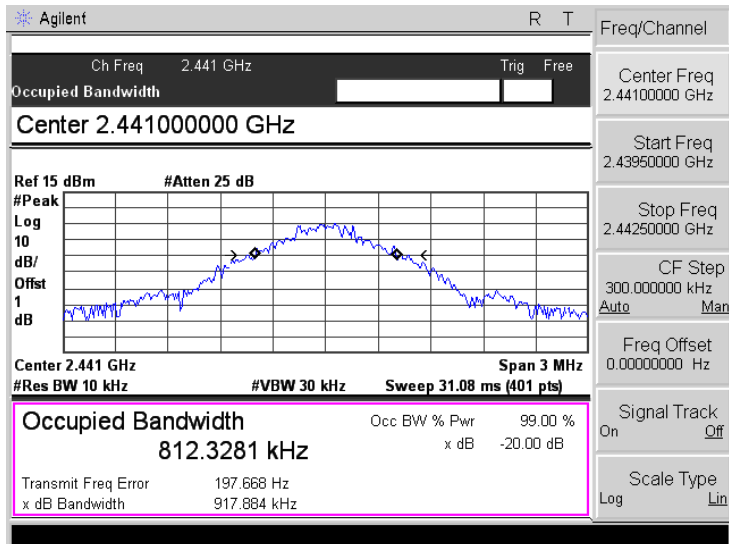 Agilent R T
Ch Freq 2.441 GHz Trig Free
Occupied Bandwidth
Center 2.441000000 GHz
Ref 15 dBm #Atten 25 dB
#Peak
Log
10
dB/
Offst
1
dB
Center 2.441 GHz Span 3 MHz
#Res BW 10 kHz #VBW 30 kHz Sweep 31.08 ms (401 pts)
Occupied Bandwidth Occ BW % Pwr 99.00 %
812.3281 kHz x dB -20.00 dB
Transmit Freq Error 197.668 Hz
x dB Bandwidth 917.884 kHz
Freq/Channel
Center Freq
2.44100000 GHz
Start Freq
2.43950000 GHz
Stop Freq
2.44250000 GHz
CF Step
300.000000 kHz
Auto Man
Freq Offset
0.00000000 Hz
Signal Track
On Off
Scale Type
Log Lin